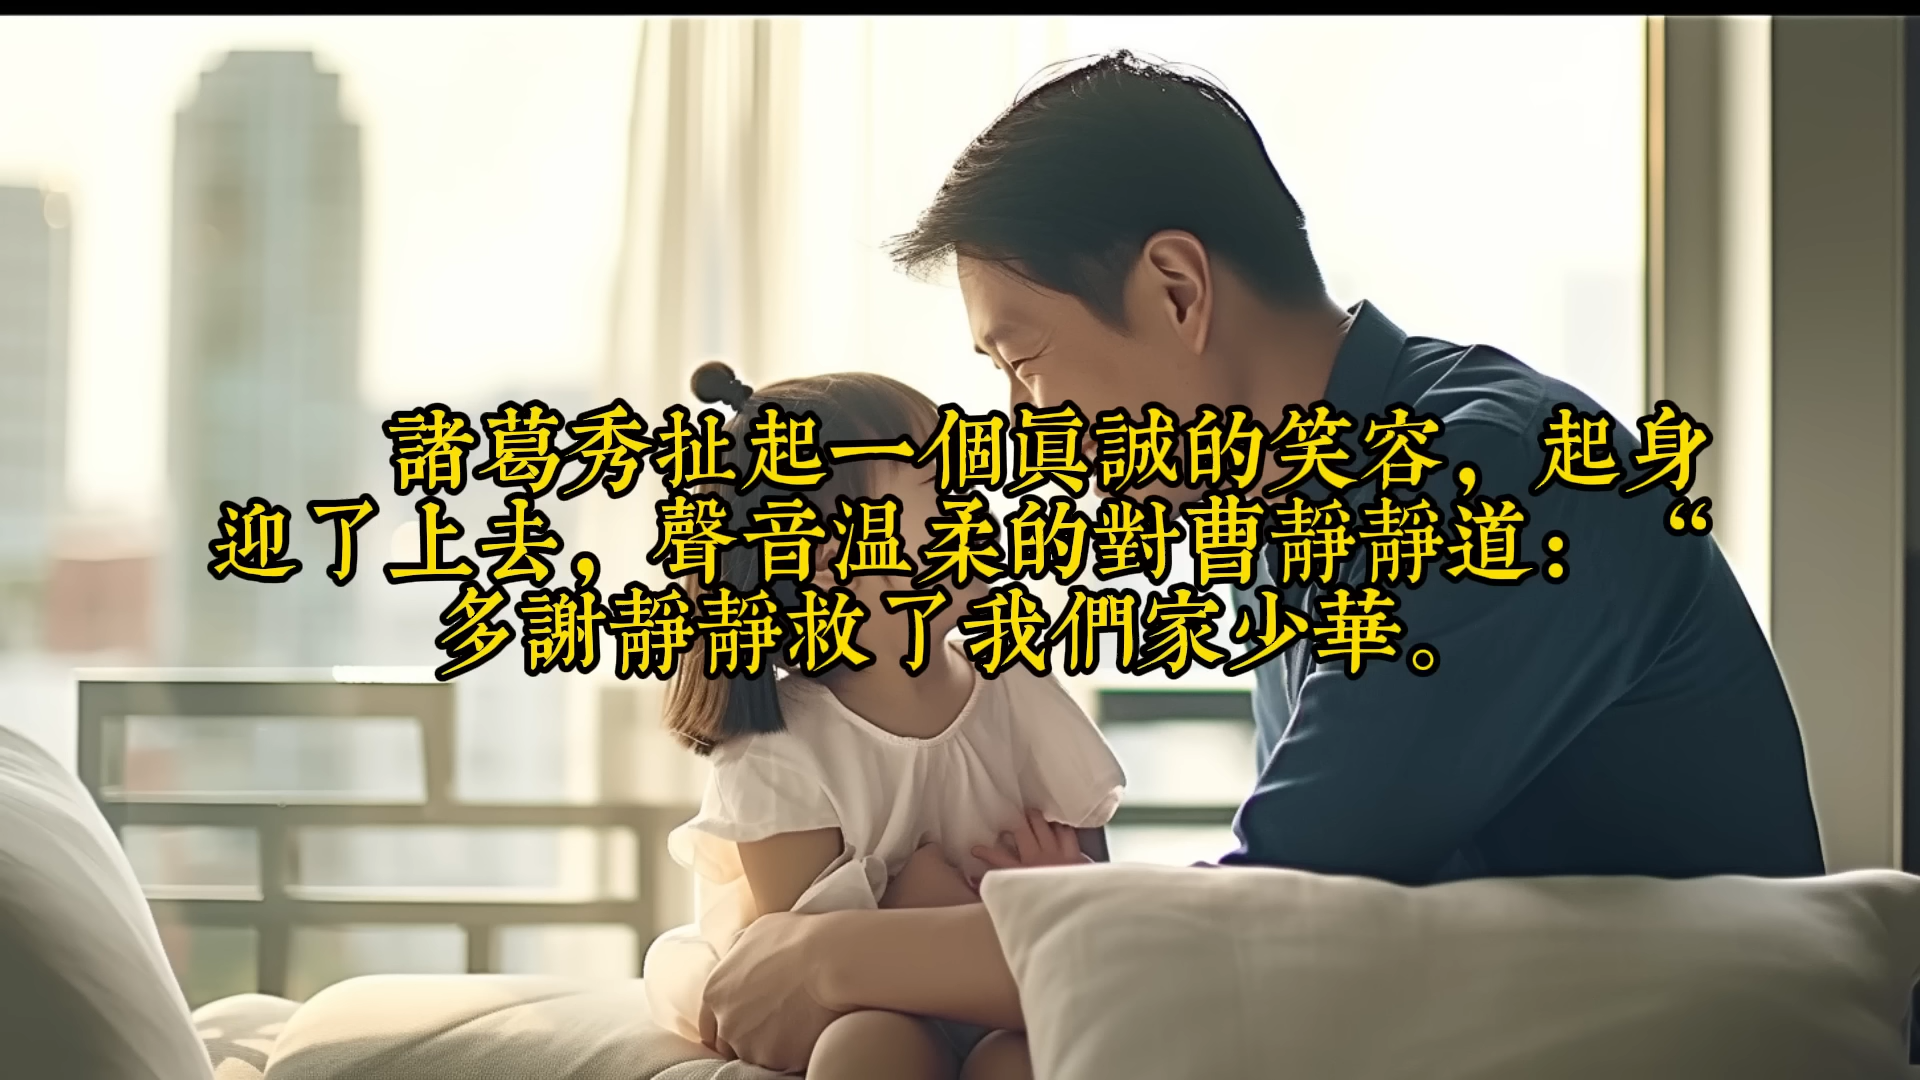 諸葛秀扯起一個眞誠的笑容，起身
迎了上去，聲音温柔的對曹靜靜道：“
多謝靜靜救了我們家少華。